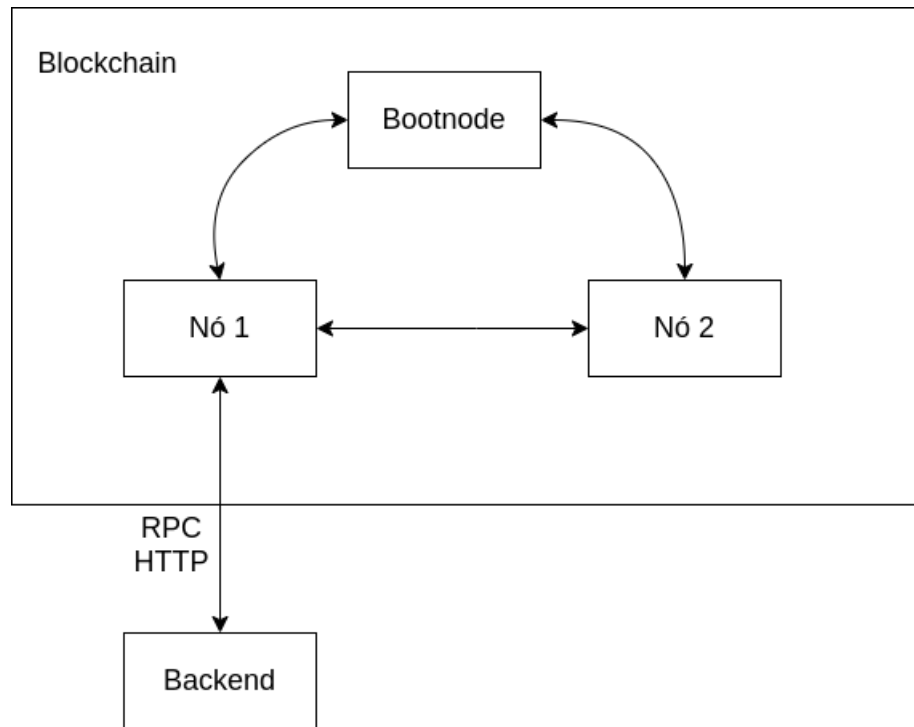 Blockchain
Bootnode
Nó 1
Nó 2
RPC
HTTP
Backend